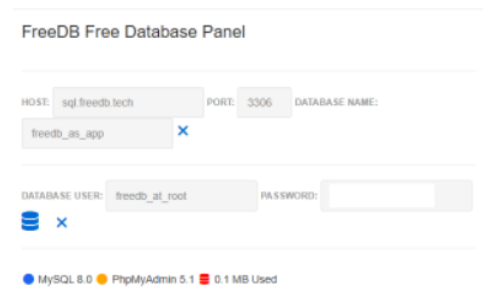 FreeDB Free Database Panel
HOST: sql.freedb.tech PORT: 3306 DATABASE NAME:
freedb_as_app
DATABASE USER: freedb_at_root PASSWORD:
MySQL 8.0 PhpMyAdmin 5.1 0.1 MB Used